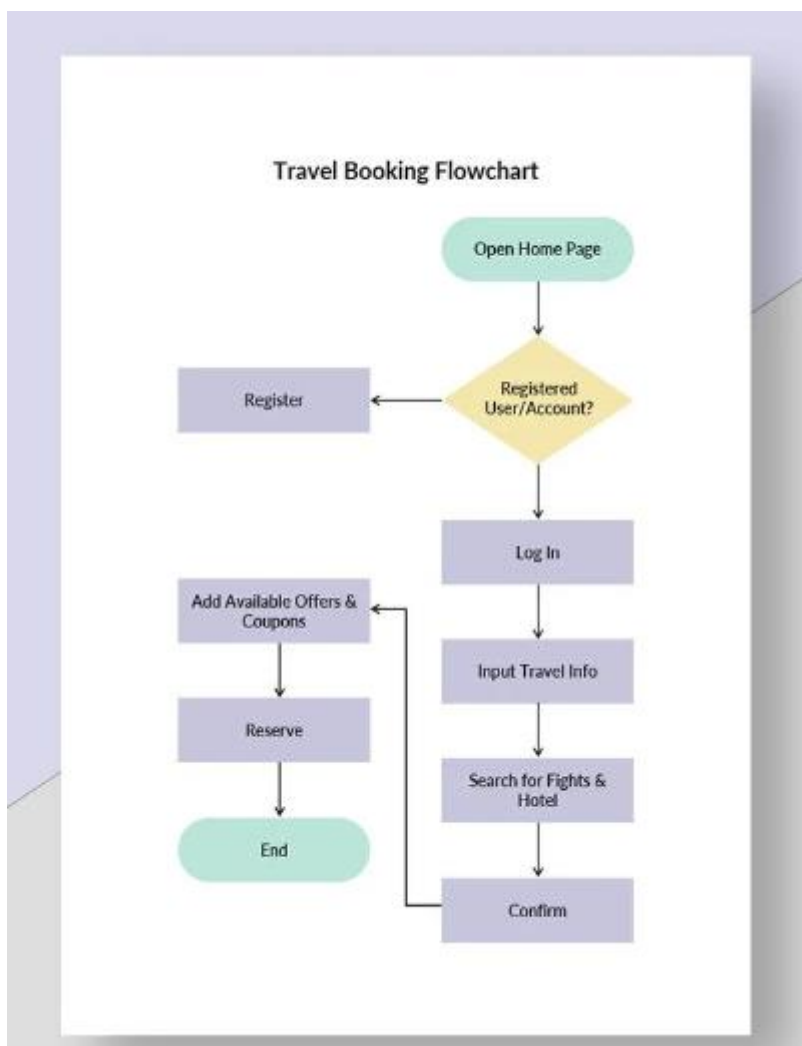 Travel Booking Flowchart
Open Home Page
Registered
User/Account?
Register
Log In
Input Travel Info
Search for Fights &
Hotel
Confirm
Add Available Offers &
Coupons
Reserve
End